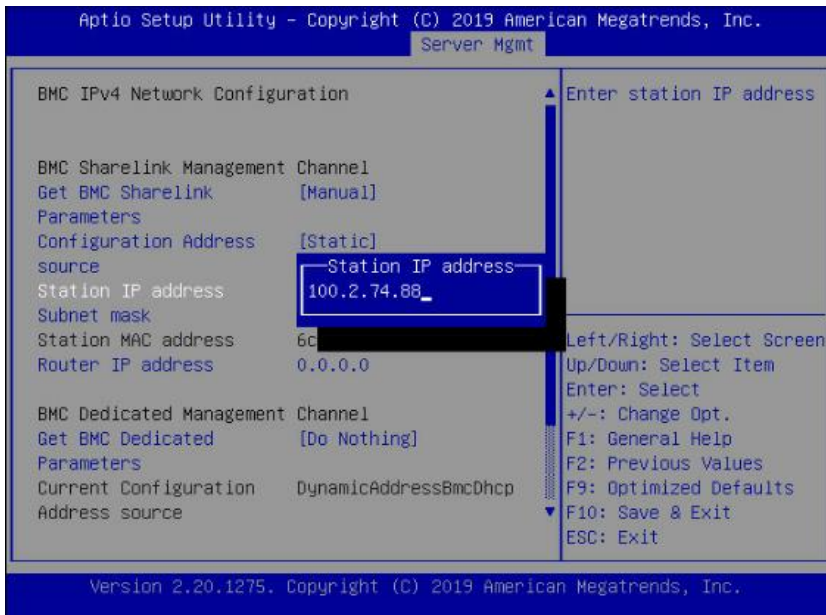 Aptio Setup Utility – Copyright (C) 2019 American Megatrends, Inc.
Server Mgmt
BMC IPv4 Network Configuration
BMC Sharelink Management Channel
Get BMC Sharelink [Manual]
Parameters
Configuration Address [Static]
source
Station IP address
Subnet mask
Station MAC address 6c
Router IP address 0.0.0.0
BMC Dedicated Management Channel
Get BMC Dedicated [Do Nothing]
Parameters
Current Configuration DynamicAddressBmcDhcp
Address source
Station IP address
100.2.74.88_
Enter station IP address
Left/Right: Select Screen
Up/Down: Select Item
Enter: Select
+/-: Change Opt.
F1: General Help
F2: Previous Values
F9: Optimized Defaults
F10: Save & Exit
ESC: Exit
Version 2.20.1275. Copyright (C) 2019 American Megatrends, Inc.